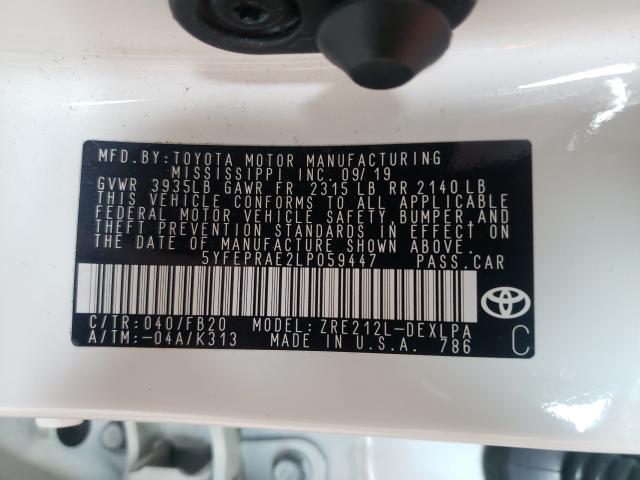 MFD.BY:TOYOTA MOTOR MANUFACTURING
MISSISSIPPI INC. 09/19
GVWR 3935LB GAWR FR 2315 LB RR 2140 LB
THIS VEHICLE CONFORMS TO ALL APPLICABLE
FEDERAL MOTOR VEHICLE SAFETY, BUMPER, AND
THEFT PREVENTION STANDARDS IN EFFECT ON
THE DATE OF MANUFACTURE SHOWN ABOVE.
5YFEPRAE2LP059447 PASS.CAR
C/TR: 040/FB20 MODEL: ZRE212L-DEXLPA
A/TM:-04A/K313 MADE IN U.S.A. 786 C